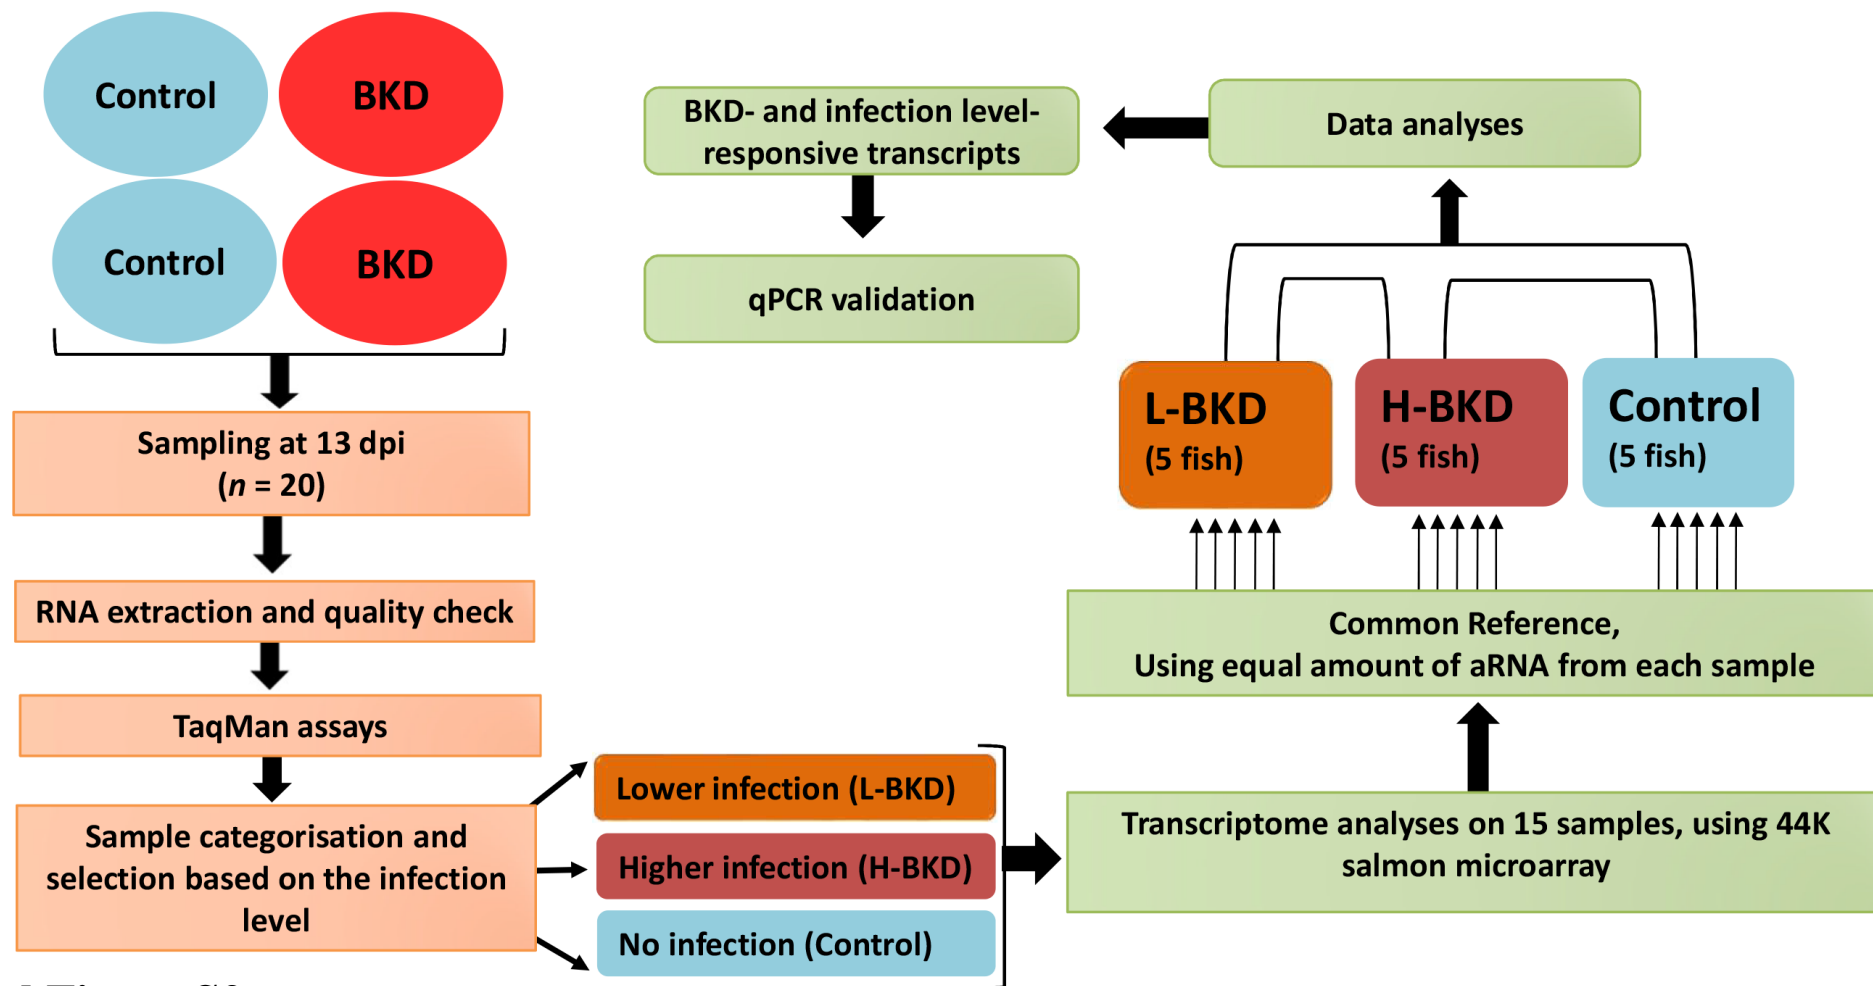 Control
BKD
Control
BKD
Sampling at 13 dpi
(n = 20)
RNA extraction and quality check
TaqMan assays
Sample categorisation and
selection based on the infection
level
Lower infection (L-BKD)
Higher infection (H-BKD)
No infection (Control)
Transcriptome analyses on 15 samples, using 44K
salmon microarray
Common Reference,
Using equal amount of aRNA from each sample
L-BKD
(5 fish)
H-BKD
(5 fish)
Control
(5 fish)
Data analyses
BKD- and infection level-
responsive transcripts
qPCR validation